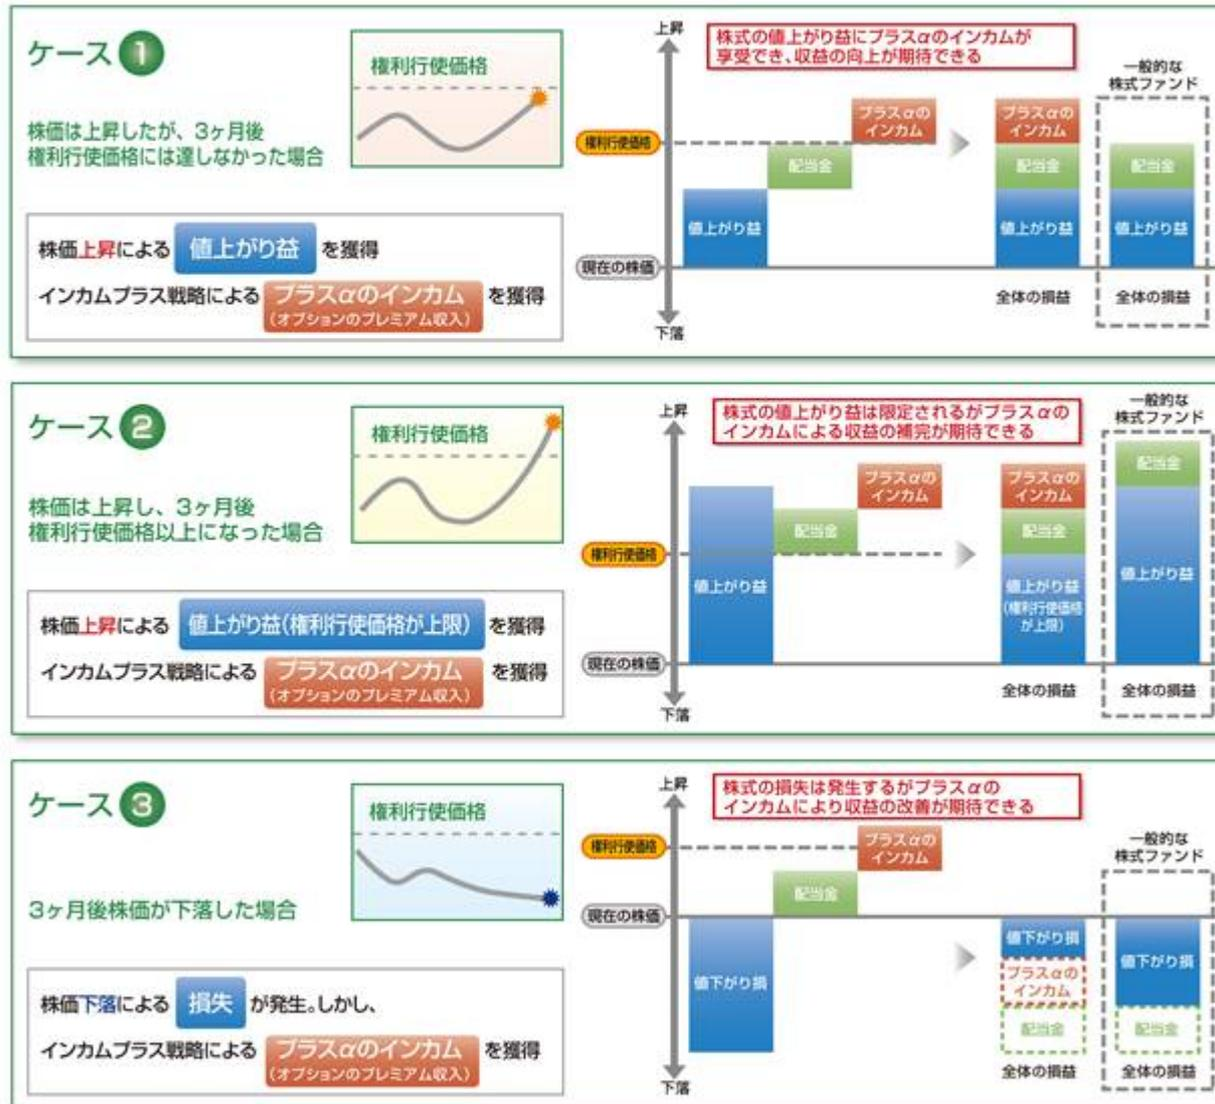 ケース 1
株価は上昇したが、3ヶ月後
権利行使価格には達しなかった場合
権利行使価格
株価上昇による 値上がり益 を獲得
インカムプラス戦略による プラスαのインカム を獲得
(オプションのプレミアム収入)
上昇
株式の値上がり益にプラスαのインカムが
享受でき、収益の向上が期待できる
権利行使価格
現在の株価
下落
値上がり益
配当金
プラスαの
インカム
プラスαの
インカム
配当金
値上がり益
全体の損益
一般的な
株式ファンド
配当金
値上がり益
全体の損益
ケース 2
株価は上昇し、3ヶ月後
権利行使価格以上になった場合
権利行使価格
株価上昇による 値上がり益(権利行使価格が上限) を獲得
インカムプラス戦略による プラスαのインカム を獲得
(オプションのプレミアム収入)
上昇
株式の値上がり益は限定されるがプラスαの
インカムによる収益の補完が期待できる
権利行使価格
現在の株価
下落
値上がり益
配当金
プラスαの
インカム
プラスαの
インカム
配当金
値上がり益
(権利行使価格
が上限)
全体の損益
一般的な
株式ファンド
配当金
値上がり益
全体の損益
ケース 3
3ヶ月後株価が下落した場合
権利行使価格
株価下落による 損失 が発生。しかし、
インカムプラス戦略による プラスαのインカム を獲得
(オプションのプレミアム収入)
上昇
株式の損失は発生するがプラスαの
インカムにより収益の改善が期待できる
権利行使価格
現在の株価
下落
値下がり損
配当金
プラスαの
インカム
値下がり損
プラスαの
インカム
配当金
全体の損益
一般的な
株式ファンド
値下がり損
配当金
全体の損益